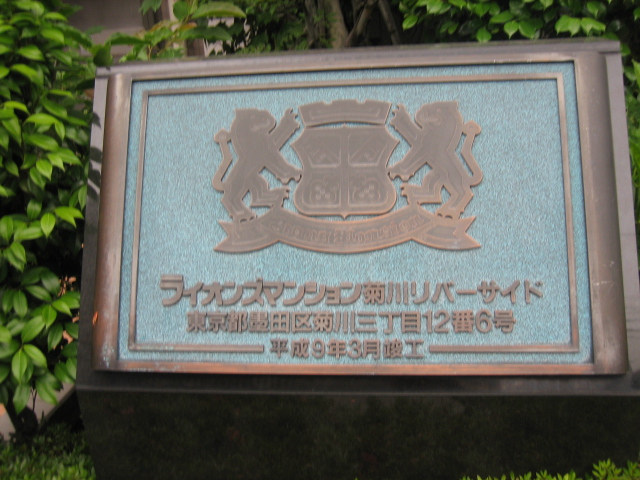 ライオンズマンション菊川リバーサイド
東京都墨田区菊川三丁目12番6号
平成9年3月竣工